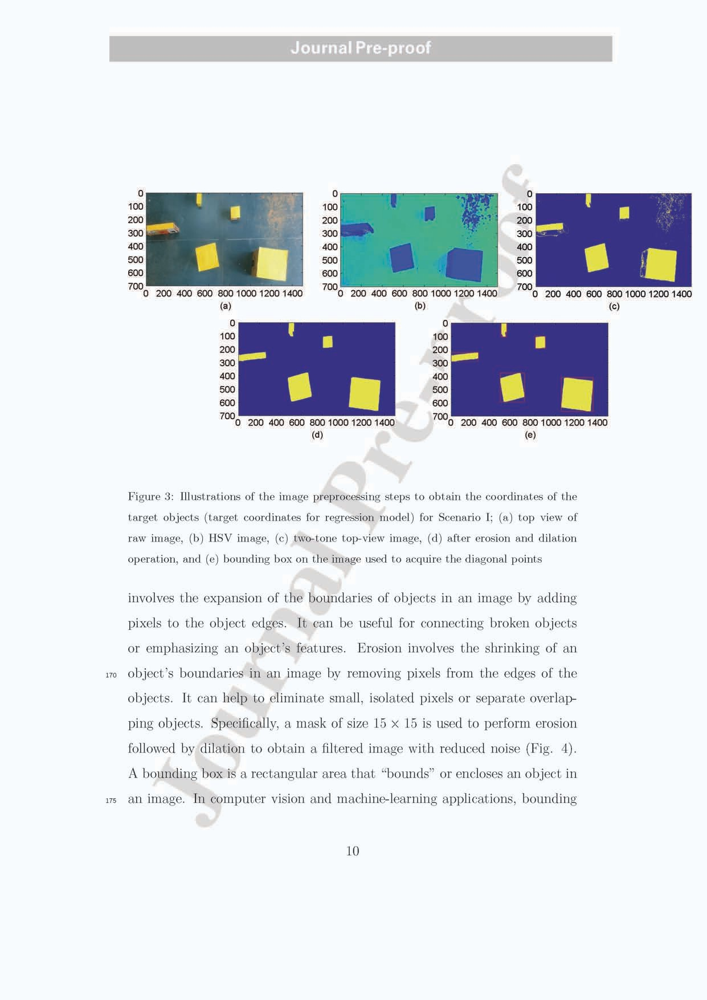 Journal Pre-proof
0
100
200
300
400
500
600
700
0 200 400 600 800 1000 1200 1400
(a)
0
100
200
300
400
500
600
700
0 200 400 600 800 1000 1200 1400
(b)
0
100
200
300
400
500
600
700
0 200 400 600 800 1000 1200 1400
(c)
0
100
200
300
400
500
600
700
0 200 400 600 800 1000 1200 1400
(d)
0
100
200
300
400
500
600
700
0 200 400 600 800 1000 1200 1400
(e)
Figure 3: Illustrations of the image preprocessing steps to obtain the coordinates of the
target objects (target coordinates for regression model) for Scenario I; (a) top view of
raw image, (b) HSV image, (c) two-tone top-view image, (d) after erosion and dilation
operation, and (e) bounding box on the image used to acquire the diagonal points
involves the expansion of the boundaries of objects in an image by adding
pixels to the object edges. It can be useful for connecting broken objects
or emphasizing an object's features. Erosion involves the shrinking of an
170 object's boundaries in an image by removing pixels from the edges of the
objects. It can help to eliminate small, isolated pixels or separate overlap-
ping objects. Specifically, a mask of size 15 × 15 is used to perform erosion
followed by dilation to obtain a filtered image with reduced noise (Fig. 4).
A bounding box is a rectangular area that “bounds” or encloses an object in
175 an image. In computer vision and machine-learning applications, bounding
10
Journal Pre-proof